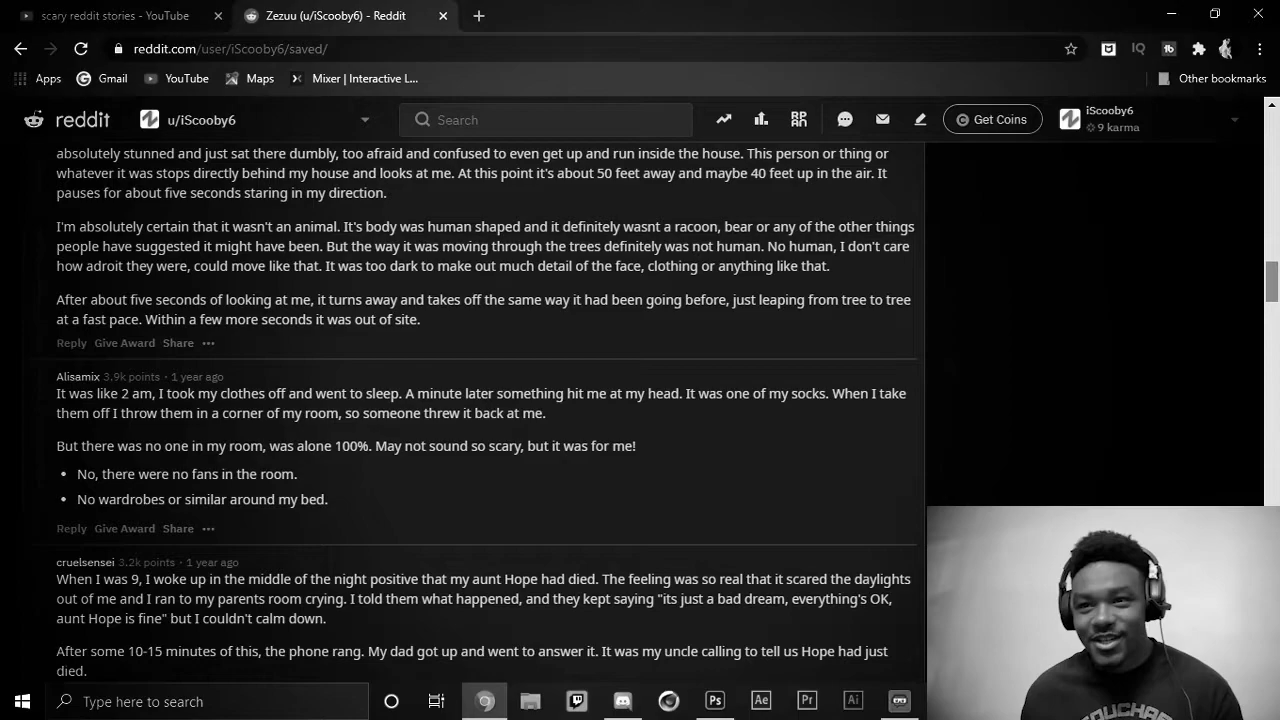 scary reddit stories - YouTube
Zezuu (u/iScooby6) - Reddit
reddit.com/user/iScooby6/saved/
Apps
Gmail
YouTube
Maps
Mixer | Interactive L...
Other bookmarks
reddit
u/iScooby6
Search
Get Coins
iScooby6
9 karma
absolutely stunned and just sat there dumbly, too afraid and confused to even get up and run inside the house. This person or thing or
whatever it was stops directly behind my house and looks at me. At this point it's about 50 feet away and maybe 40 feet up in the air. It
pauses for about five seconds staring in my direction.
I'm absolutely certain that it wasn't an animal. It's body was human shaped and it definitely wasnt a racoon, bear or any of the other things
people have suggested it might have been. But the way it was moving through the trees definitely was not human. No human, I don't care
how adroit they were, could move like that. It was too dark to make out much detail of the face, clothing or anything like that.
After about five seconds of looking at me, it turns away and takes off the same way it had been going before, just leaping from tree to tree
at a fast pace. Within a few more seconds it was out of site.
Reply Give Award Share
Alisamix 3.9k points · 1 year ago
It was like 2 am, I took my clothes off and went to sleep. A minute later something hit me at my head. It was one of my socks. When I take
them off I throw them in a corner of my room, so someone threw it back at me.
But there was no one in my room, was alone 100%. May not sound so scary, but it was for me!
• No, there were no fans in the room.
• No wardrobes or similar around my bed.
Reply Give Award Share
cruelsensei 3.2k points · 1 year ago
When I was 9, I woke up in the middle of the night positive that my aunt Hope had died. The feeling was so real that it scared the daylights
out of me and I ran to my parents room crying. I told them what happened, and they kept saying "its just a bad dream, everything's OK,
aunt Hope is fine" but I couldn't calm down.
After some 10-15 minutes of this, the phone rang. My dad got up and went to answer it. It was my uncle calling to tell us Hope had just
died.
Type here to search
Ps
Ae
Pr
Ai